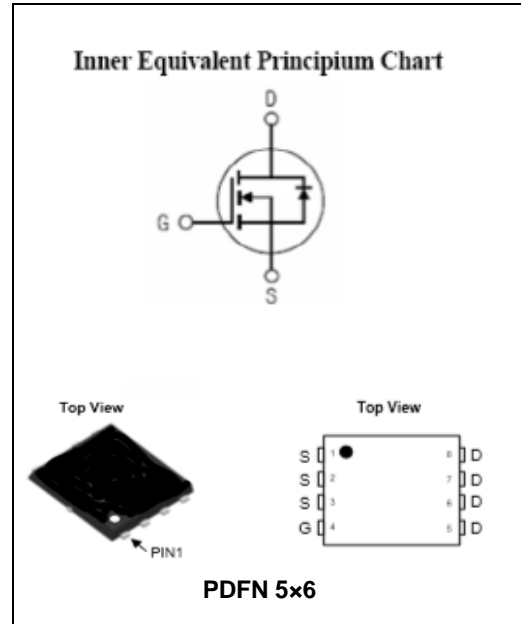 Inner Equivalent Principium Chart
D
G
S
Top View
PIN1
Top View
S 1 8 D
S 2 7 D
S 3 6 D
G 4 5 D
PDFN 5×6